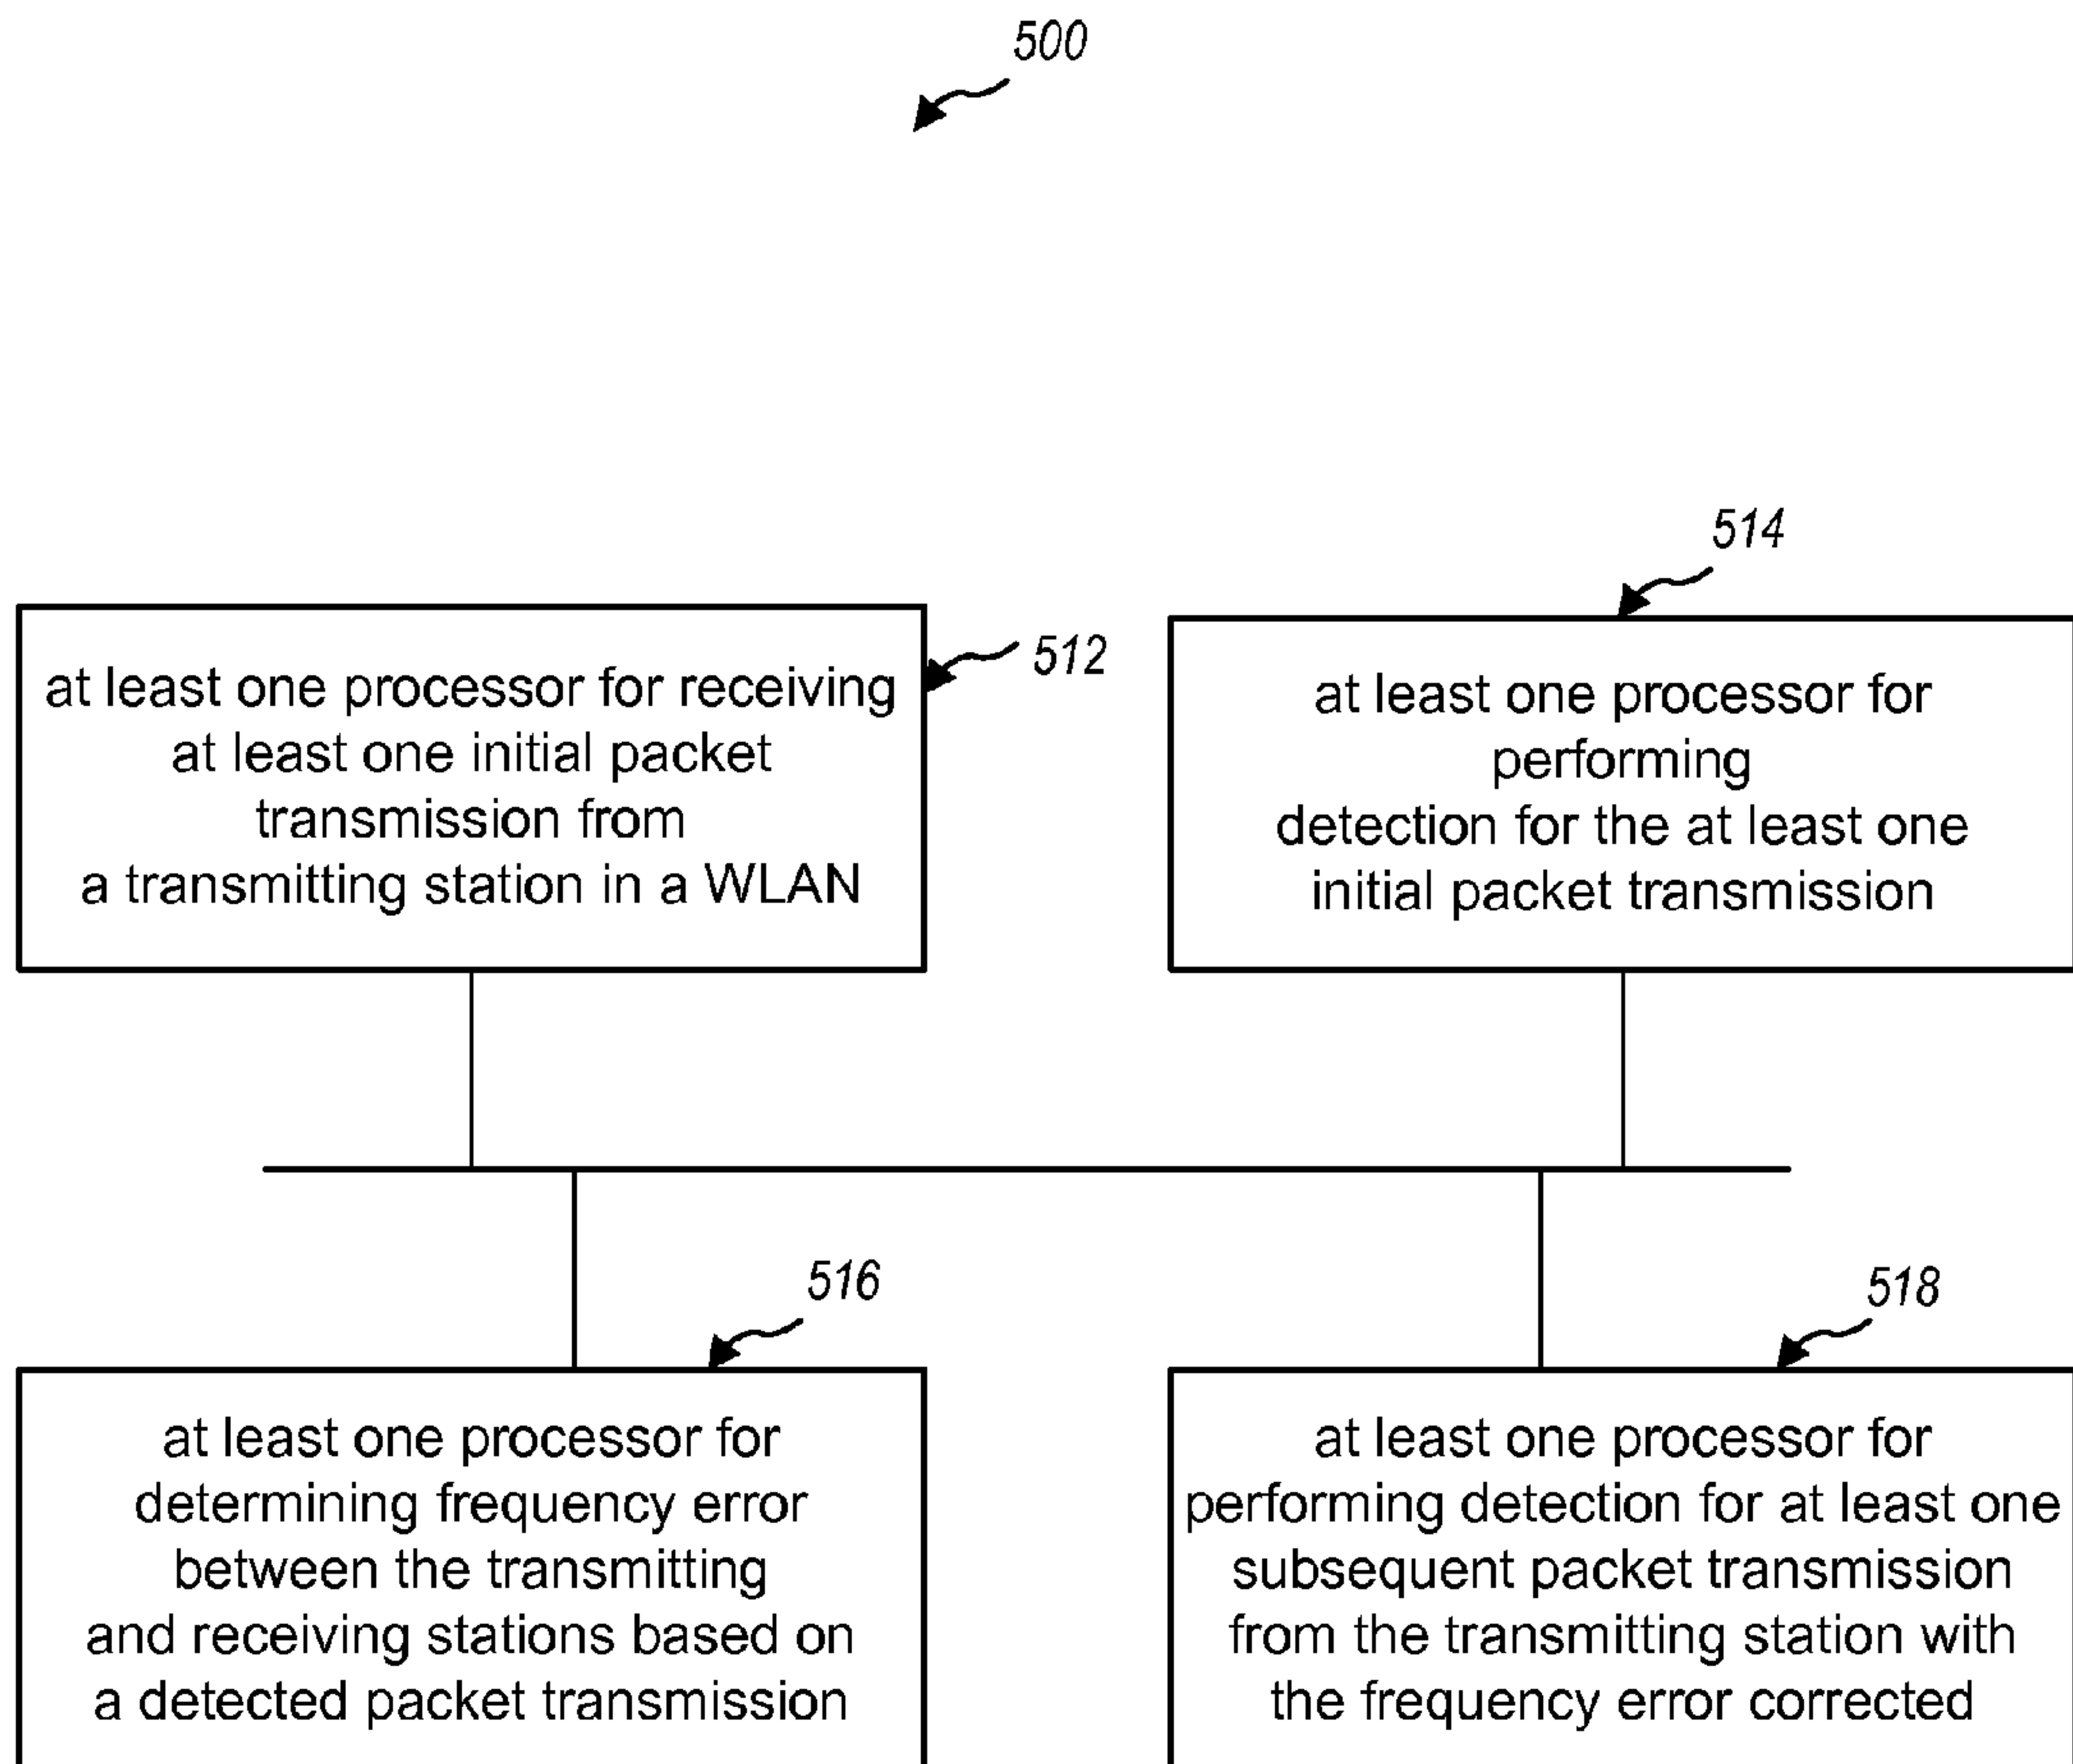 500
514
512
at least one processor for receiving
at least one initial packet
transmission from
a transmitting station in a WLAN
at least one processor for
performing
detection for the at least one
initial packet transmission
516
518
at least one processor for
determining frequency error
between the transmitting
and receiving stations based on
a detected packet transmission
at least one processor for
performing detection for at least one
subsequent packet transmission
from the transmitting station with
the frequency error corrected